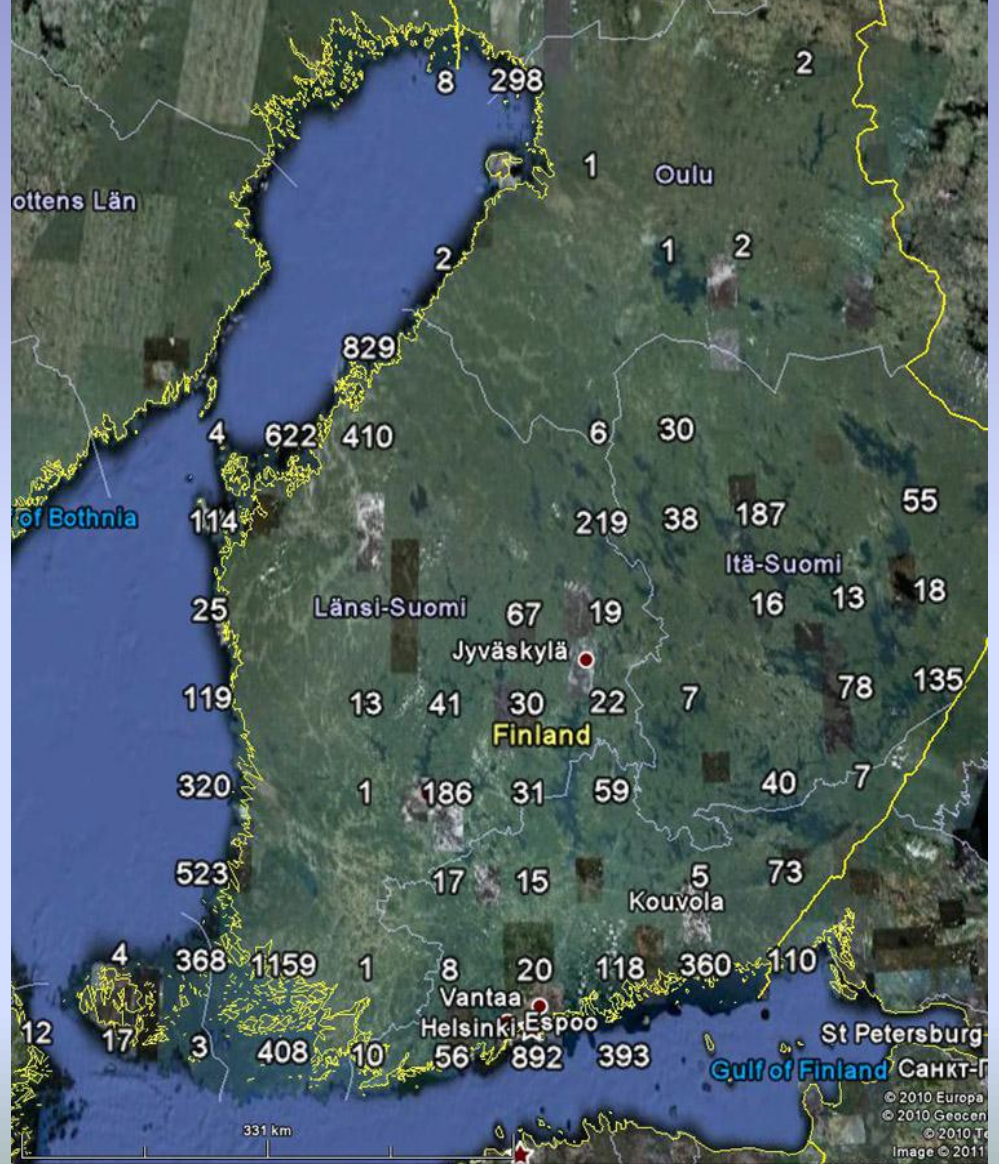 2
8 298
1 Oulu
ottens Län
1 2
2
829
4 622 410 6 30
of Bothnia 114 219 38 187 55
Itä-Suomi
25 Länsi-Suomi 67 19 16 13 18
Jyväskylä
119 13 41 30 22 7 78 135
Finland
320 1 186 31 59 40 7
523 17 15 5 73
Kouvola
4 368 1159 1 8 20 118 360 110
Vantaa
12 17 3 Helsinki Espoo St Petersburg
408 10 56 892 393
Gulf of Finland Санкт-П
© 2010 Europa
© 2010 Geocen
331 km © 2010 Te
Image © 2011